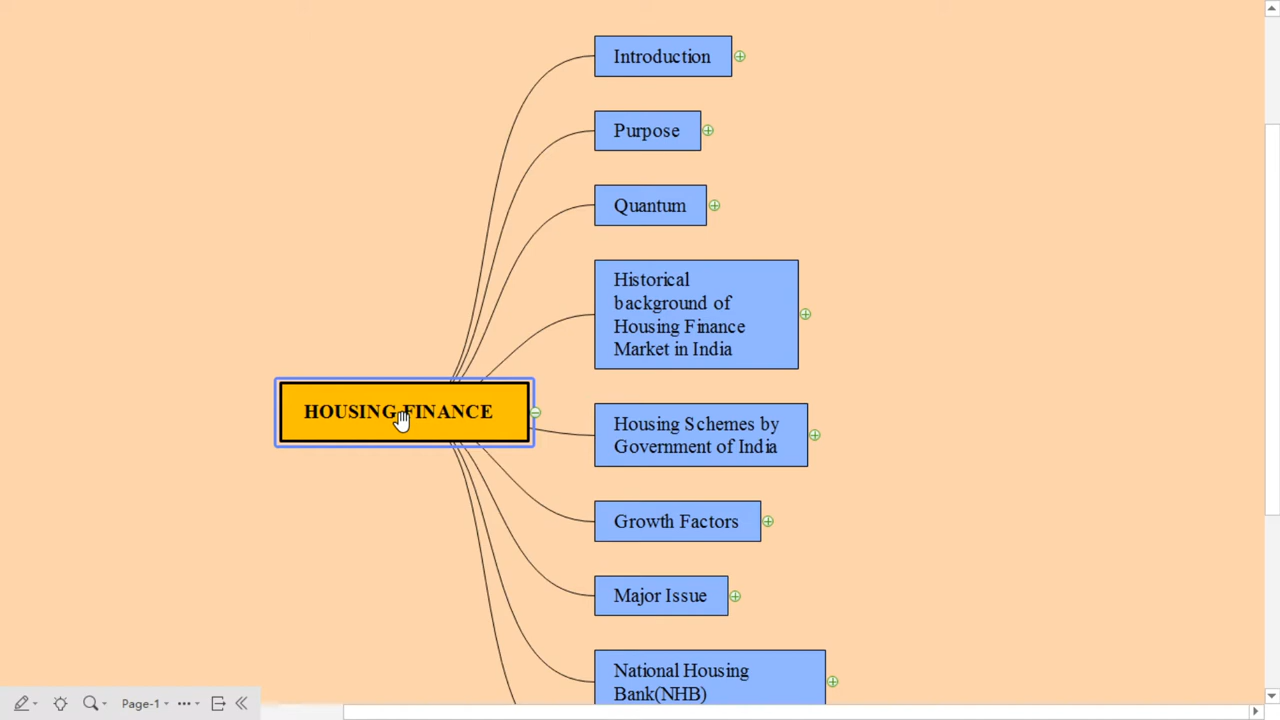 Introduction
Purpose
Quantum
Historical
background of
Housing Finance
Market in India
HOUSING FINANCE
Housing Schemes by
Government of India
Growth Factors
Major Issue
National Housing
Bank(NHB)
Page-1